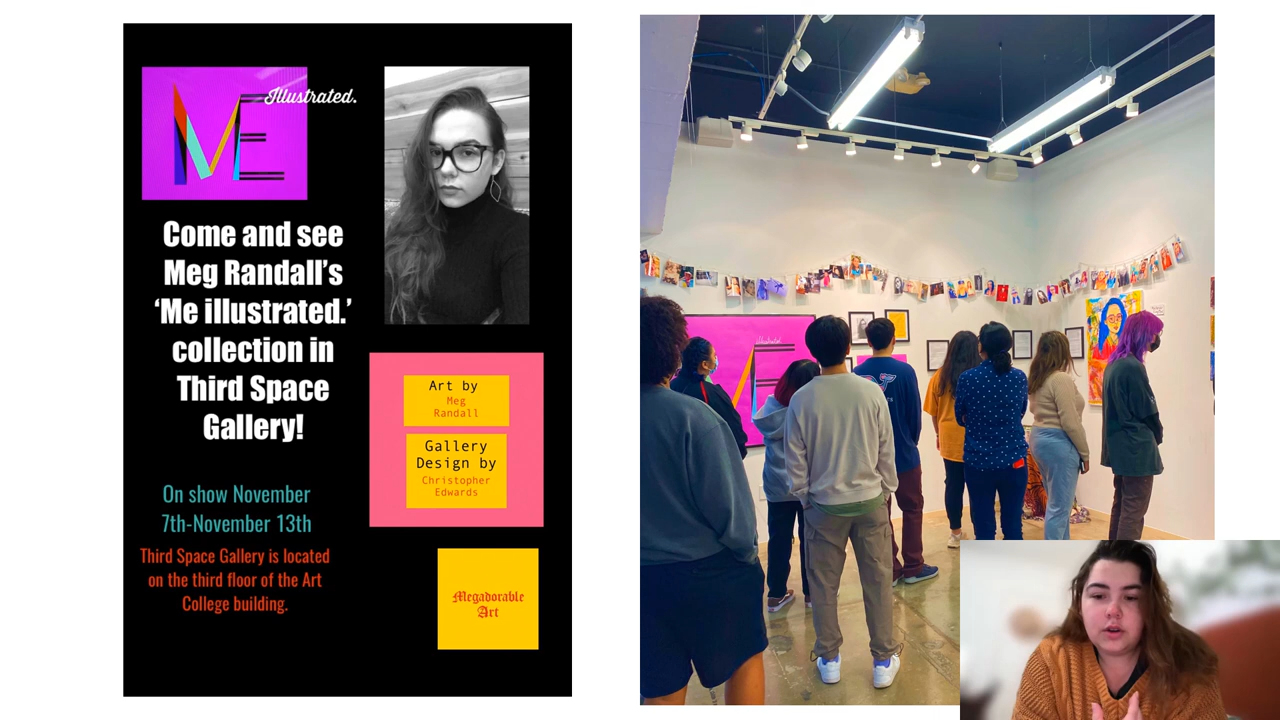 ME
Illustrated.
Come and see
Meg Randall’s
‘Me illustrated.’
collection in
Third Space
Gallery!
On show November
7th-November 13th
Third Space Gallery is located
on the third floor of the Art
College building.
Art by
Meg
Randall
Gallery
Design by
Christopher
Edwards
Megadorable
Art